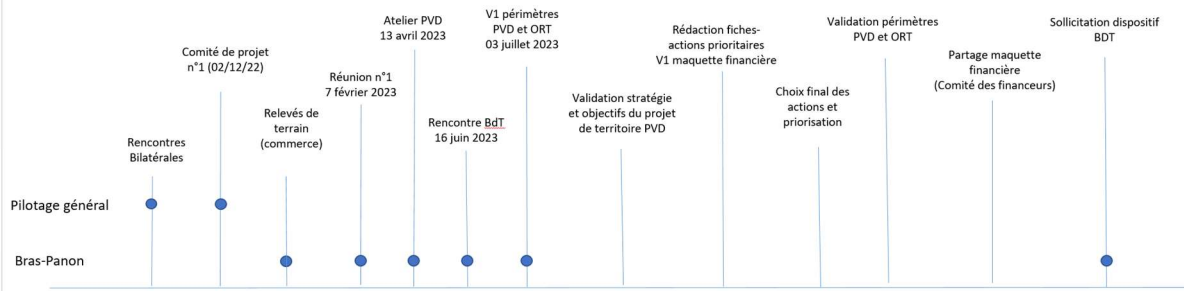 Rencontres
Bilatérales
Comité de projet
n°1 (02/12/22)
Relevés de
terrain
(commerce)
Réunion n°1
7 février 2023
Atelier PVD
13 avril 2023
Rencontre BdT
16 juin 2023
V1 périmètres
PVD et ORT
03 juillet 2023
Validation stratégie
et objectifs du projet
de territoire PVD
Rédaction fiches-
actions prioritaires
V1 maquette financière
Choix final des
actions et
priorisation
Validation périmètres
PVD et ORT
Partage maquette
financière
(Comité des financeurs)
Sollicitation dispositif
BDT
Pilotage général
Bras-Panon